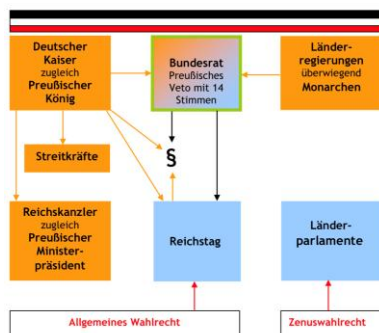 Deutscher
Kaiser
zugleich
Preußischer
König
Bundesrat
Preußisches
Veto mit 14
Stimmen
Länder-
regierungen
überwiegend
Monarchen
Streitkräfte
§
Reichskanzler
zugleich
Preußischer
Minister-
präsident
Reichstag
Länder-
parlamente
Allgemeines Wahlrecht
Zenuswahlrecht